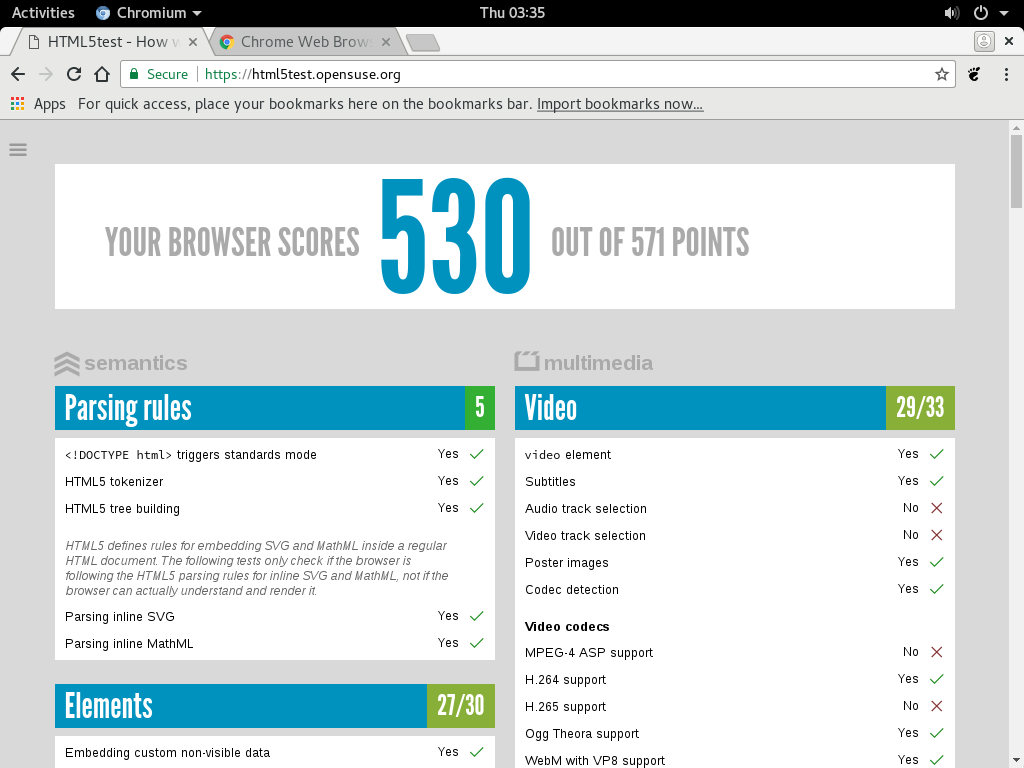 Activities Chromium Thu 03:35
HTML5test - How w Chrome Web Brows
Secure https://html5test.opensuse.org
Apps For quick access, place your bookmarks here on the bookmarks bar. Import bookmarks now...
YOUR BROWSER SCORES 530 OUT OF 571 POINTS
semantics
Parsing rules 5
<!DOCTYPE html> triggers standards mode Yes
HTML5 tokenizer Yes
HTML5 tree building Yes
HTML5 defines rules for embedding SVG and MathML inside a regular
HTML document. The following tests only check if the browser is
following the HTML5 parsing rules for inline SVG and MathML, not if the
browser can actually understand and render it.
Parsing inline SVG Yes
Parsing inline MathML Yes
Elements 27/30
Embedding custom non-visible data Yes
multimedia
Video 29/33
video element Yes
Subtitles Yes
Audio track selection No
Video track selection No
Poster images Yes
Codec detection Yes
Video codecs
MPEG-4 ASP support No
H.264 support Yes
H.265 support No
Ogg Theora support Yes
WebM with VP8 support Yes